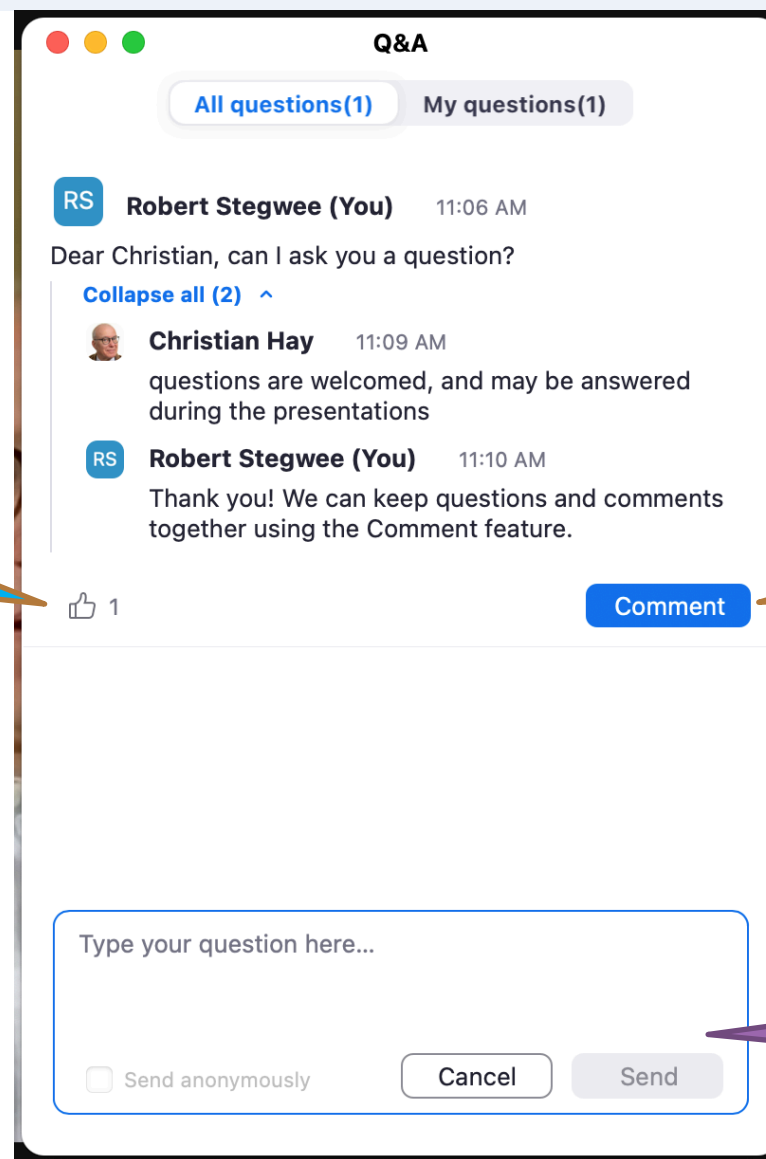 Q&A
All questions(1) My questions(1)
RS Robert Stegwee (You) 11:06 AM
Dear Christian, can I ask you a question?
Collapse all (2)
Christian Hay 11:09 AM
questions are welcomed, and may be answered
during the presentations
RS Robert Stegwee (You) 11:10 AM
Thank you! We can keep questions and comments
together using the Comment feature.
1 Comment
Type your question here...
Send anonymously Cancel Send